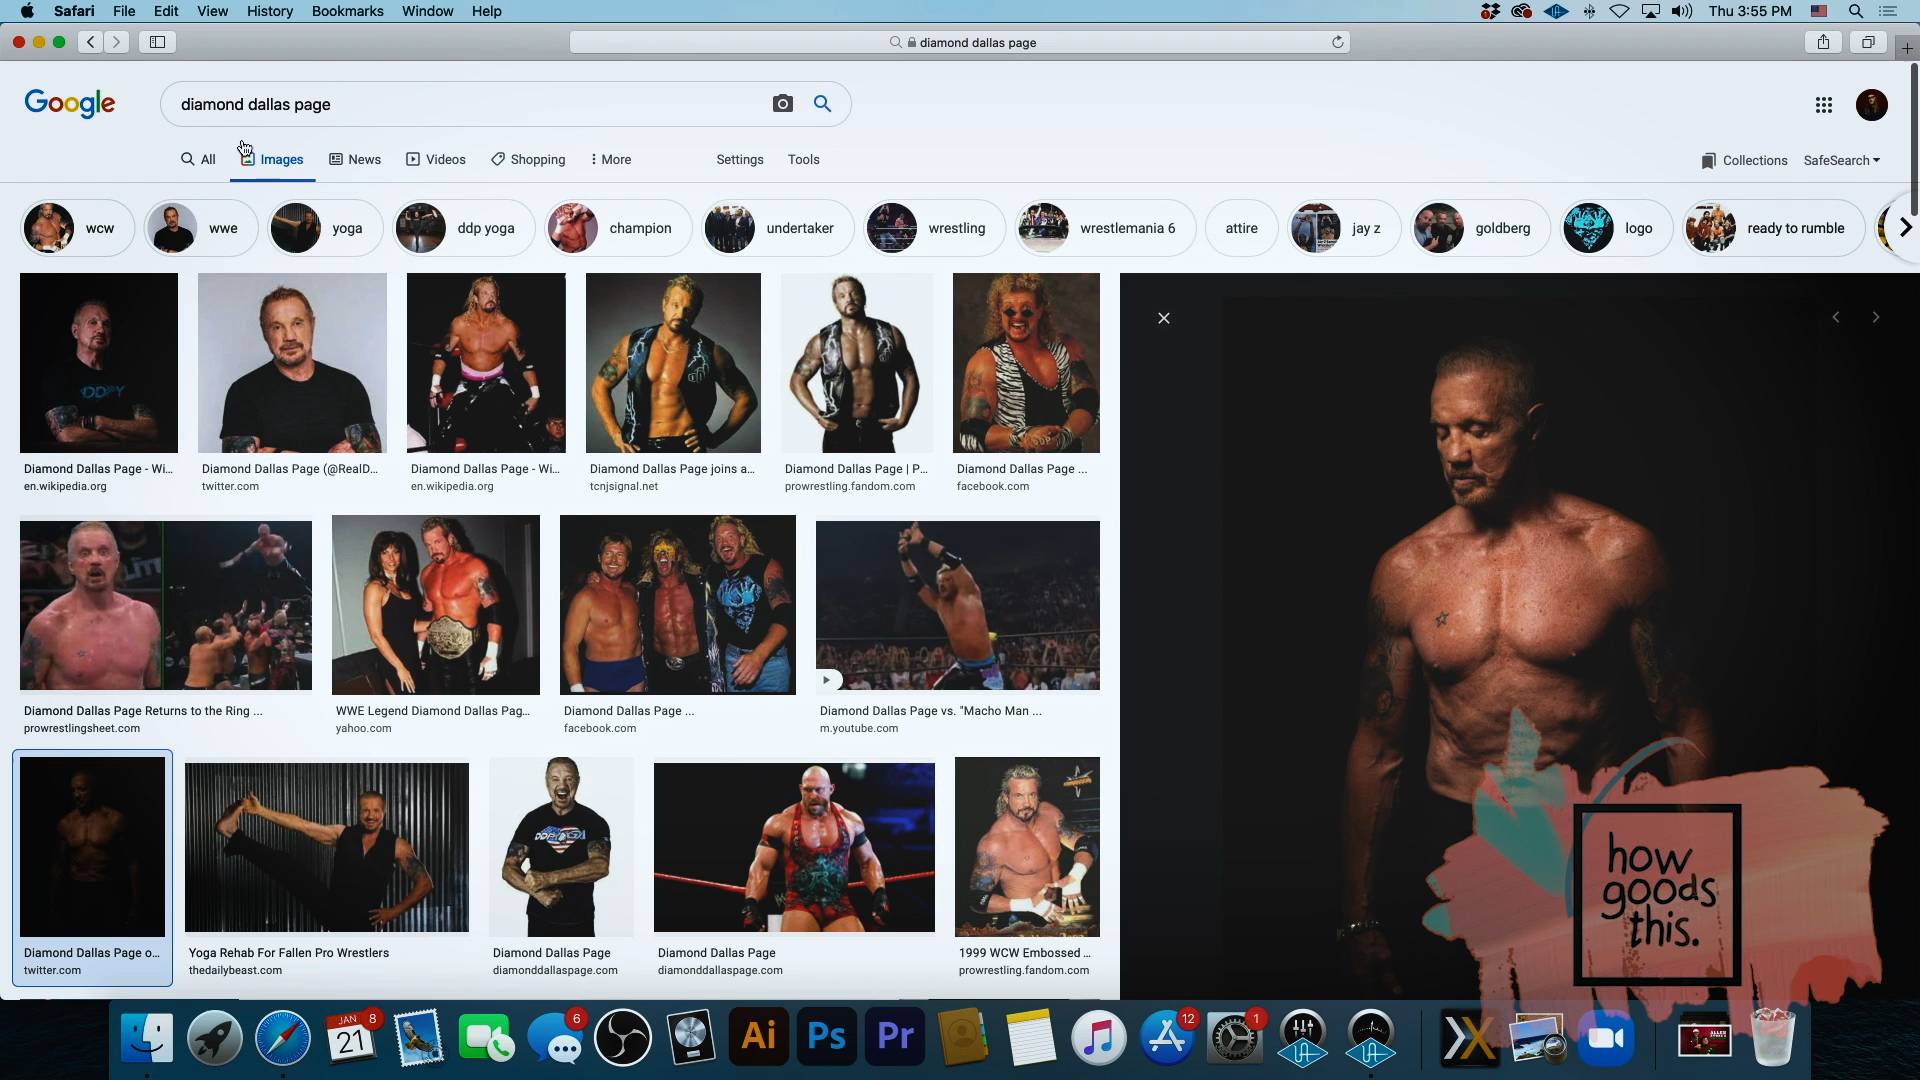 Safari File Edit View History Bookmarks Window Help
Thu 3:55 PM
diamond dallas page
Google
diamond dallas page
All Images News Videos Shopping More Settings Tools
Collections SafeSearch
wcw wwe yoga ddp yoga champion undertaker wrestling wrestlemania 6 attire jay z goldberg logo ready to rumble
DDPY
Diamond Dallas Page - Wi...
en.wikipedia.org
Diamond Dallas Page (@RealD...
twitter.com
Diamond Dallas Page - Wi...
en.wikipedia.org
Diamond Dallas Page joins a...
tcnjsignal.net
Diamond Dallas Page | P...
prowrestling.fandom.com
Diamond Dallas Page ...
facebook.com
Diamond Dallas Page Returns to the Ring ...
prowrestlingsheet.com
WWE Legend Diamond Dallas Pag...
yahoo.com
Diamond Dallas Page ...
facebook.com
Diamond Dallas Page vs. "Macho Man ...
m.youtube.com
Diamond Dallas Page o...
twitter.com
Yoga Rehab For Fallen Pro Wrestlers
thedailybeast.com
Diamond Dallas Page
diamonddallaspage.com
Diamond Dallas Page
diamonddallaspage.com
1999 WCW Embossed ...
prowrestling.fandom.com
how
goods
this.
JAN
21
8
6
Ai
Ps
Pr
12
1